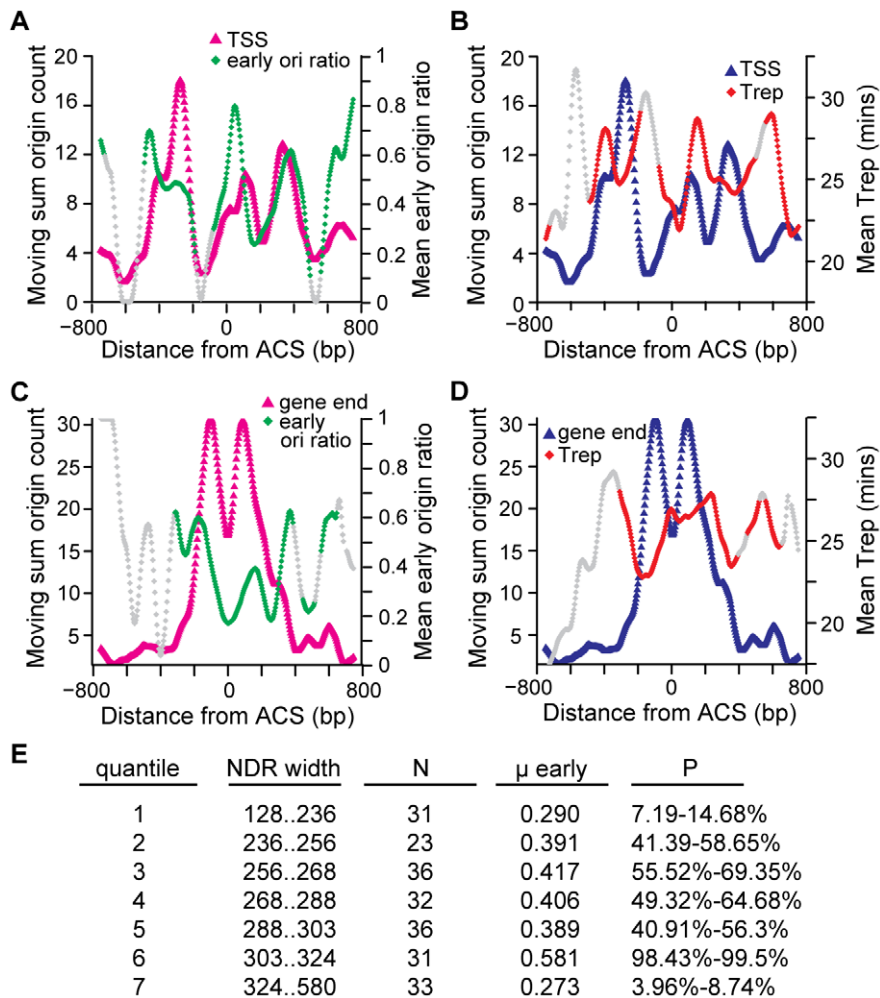 A
TSS
early ori ratio
Moving sum origin count
20
16
12
8
4
0
1
0.8
0.6
0.4
0.2
0
Mean early origin ratio
−800
0
800
Distance from ACS (bp)
B
TSS
Trep
Moving sum origin count
20
16
12
8
4
0
30
25
20
Mean Trep (mins)
−800
0
800
Distance from ACS (bp)
C
gene end
early
ori ratio
Moving sum origin count
30
25
20
15
10
5
1
0.8
0.6
0.4
0.2
0
Mean early origin ratio
−800
0
800
Distance from ACS (bp)
D
gene end
Trep
Moving sum origin count
30
25
20
15
10
5
30
25
20
Mean Trep (mins)
−800
0
800
Distance from ACS (bp)
E
quantile NDR width N μ early P
1 128..236 31 0.290 7.19-14.68%
2 236..256 23 0.391 41.39-58.65%
3 256..268 36 0.417 55.52%-69.35%
4 268..288 32 0.406 49.32%-64.68%
5 288..303 36 0.389 40.91%-56.3%
6 303..324 31 0.581 98.43%-99.5%
7 324..580 33 0.273 3.96%-8.74%